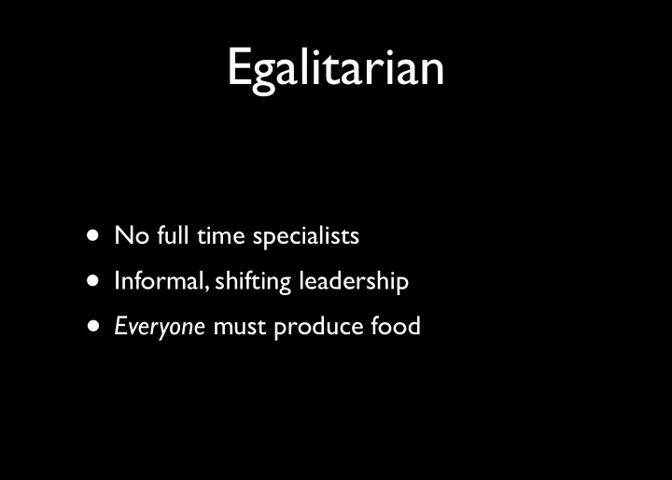 Egalitarian
• No full time specialists
• Informal, shifting leadership
• Everyone must produce food